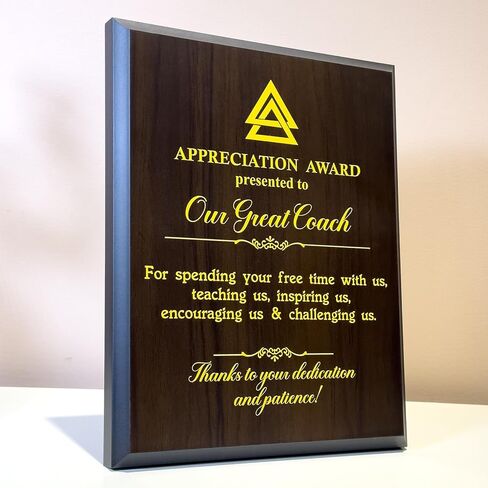 APPRECIATION AWARD
presented to
Our Great Coach
For spending your free time with us,
teaching us, inspiring us,
encouraging us & challenging us.
Thanks to your dedication
and patience!